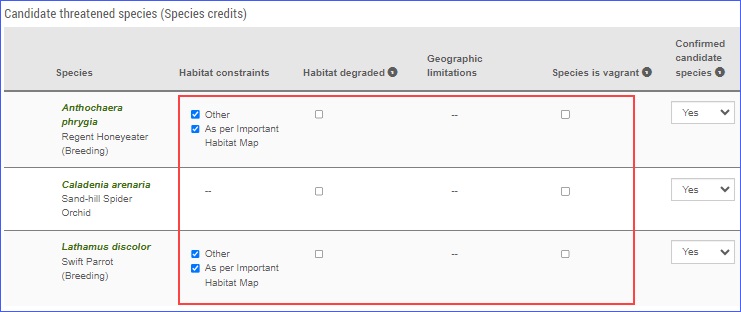 Candidate threatened species (Species credits)
Species Habitat constraints Habitat degraded Geographic limitations Species is vagrant Confirmed candidate species
Anthochaera phrygia
Regent Honeyeater
(Breeding)
Other
As per Important
Habitat Map
--
Yes
Caladenia arenaria
Sand-hill Spider
Orchid
--
--
Yes
Lathamus discolor
Swift Parrot
(Breeding)
Other
As per Important
Habitat Map
--
Yes